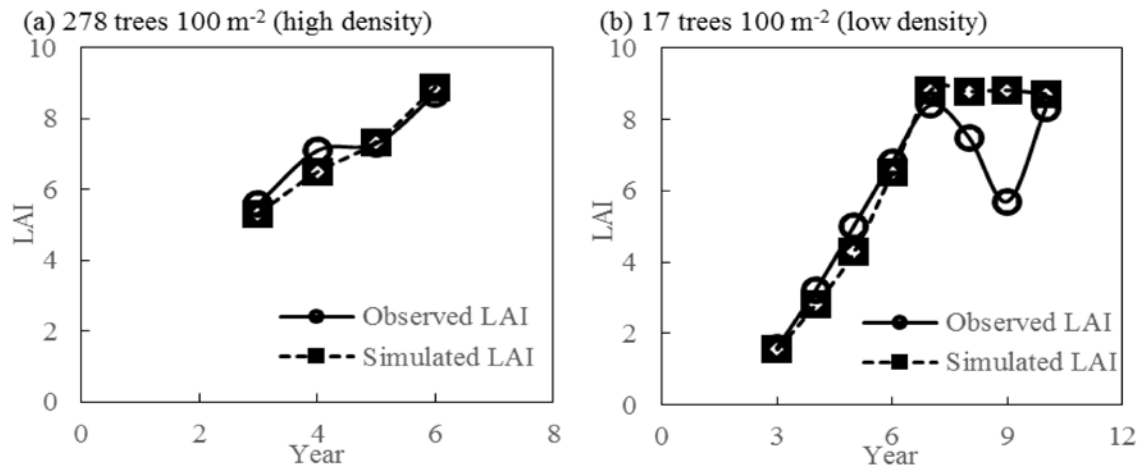 (a) 278 trees 100 m⁻² (high density)
10
8
6
4
2
0
LAI
Observed LAI
Simulated LAI
0 2 4 6 8
Year
(b) 17 trees 100 m⁻² (low density)
10
8
6
4
2
0
LAI
Observed LAI
Simulated LAI
0 3 6 9 12
Year